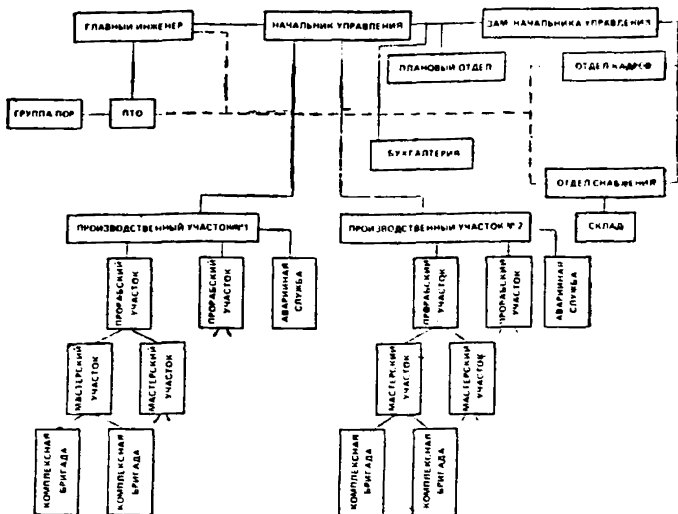 ГЛАВНЫЙ ИНЖЕНЕР
НАЧАЛЬНИК УПРАВЛЕНИЯ
ЗАМ НАЧАЛЬНИКА УПРАВЛЕНИЯ
ПЛАНОВЫЙ ОТДЕЛ
ОТДЕЛ КАДРОВ
ГРУППА ПОР
ПТО
БУХГАЛТЕРИЯ
ОТДЕЛ СНАБЖЕНИЯ
ПРОИЗВОДСТВЕННЫЙ УЧАСТОК №1
ПРОИЗВОДСТВЕННЫЙ УЧАСТОК № 2
СКЛАД
ПРОРАБСКИЙ
УЧАСТОК
ПРОРАБСКИЙ
УЧАСТОК
АВАРИЙНАЯ
СЛУЖБА
ПРОРАБСКИЙ
УЧАСТОК
ПРОРАБСКИЙ
УЧАСТОК
АВАРИЙНАЯ
СЛУЖБА
МАСТЕРСКИЙ
УЧАСТОК
МАСТЕРСКИЙ
УЧАСТОК
МАСТЕРСКИЙ
УЧАСТОК
МАСТЕРСКИЙ
УЧАСТОК
КОМПЛЕКСНАЯ
БРИГАДА
КОМПЛЕКСНАЯ
БРИГАДА
КОМПЛЕКСНАЯ
БРИГАДА
КОМПЛЕКСНАЯ
БРИГАДА